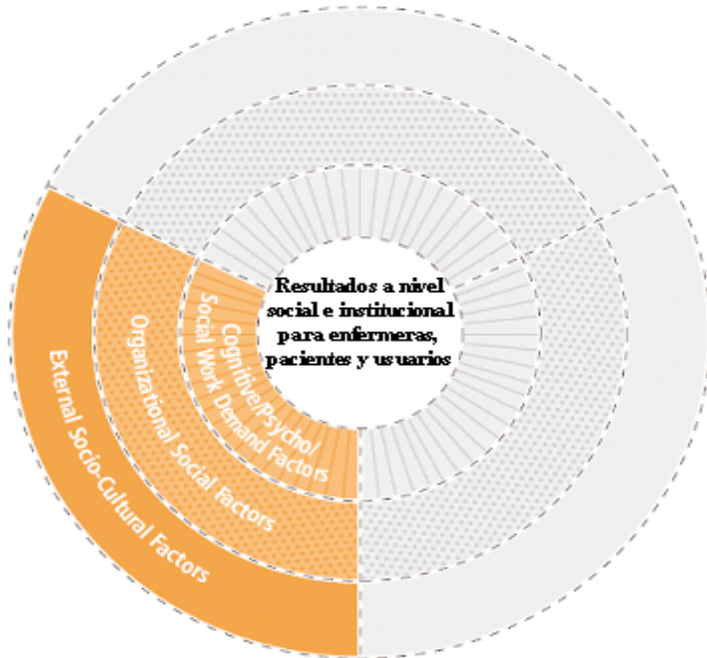 Resultados a nivel
social e institucional
para enfermeras,
pacientes y usuarios
Cognitive/Psycho/
Social Work Demand Factors
Organizational Social Factors
External Socio-Cultural Factors